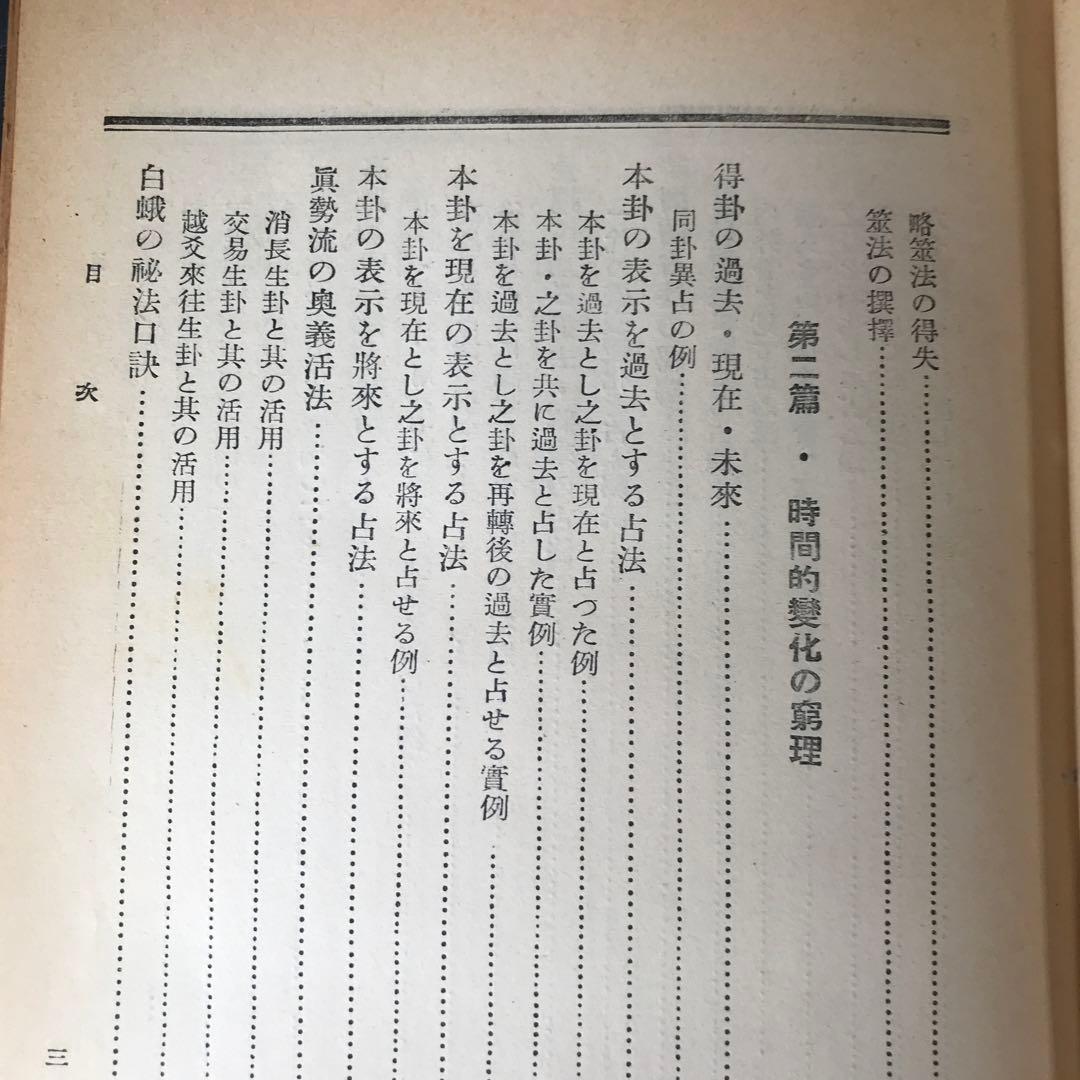 略筮法の得失
筮法の撰擇
第二篇・時間的變化の窮理
得卦の過去・現在・未來
同卦異占の例
本卦の表示を過去とする占法
本卦を過去とし之卦を現在と占つた例
本卦・之卦を共に過去と占した實例
本卦を過去とし之卦を再轉後の過去と占せる實例
本卦を現在の表示とする占法
本卦を現在とし之卦を將來と占せる例
本卦の表示を將來とする占法
眞勢流の奧義活法
消長生卦と其の活用
交易生卦と其の活用
越爻來往生卦と其の活用
白蛾の祕法口訣
目次
三